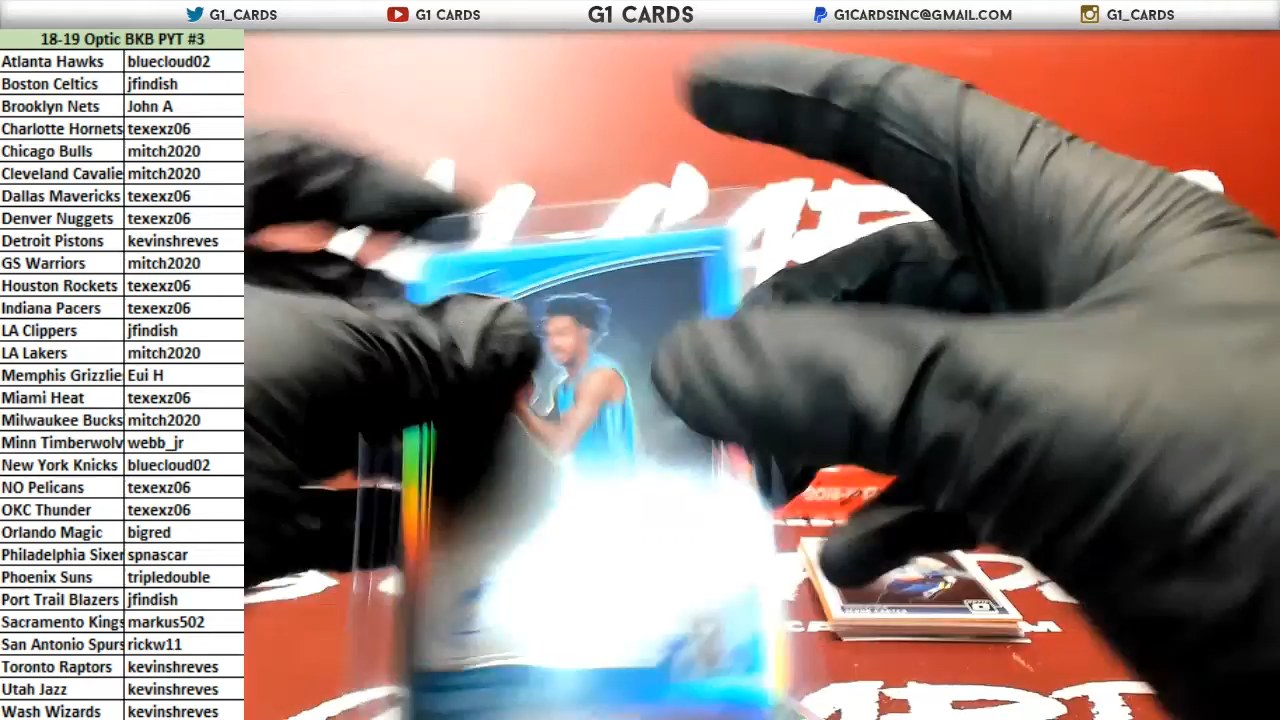 G1_CARDS
G1 CARDS
G1 CARDS
G1CARDSINC@GMAIL.COM
G1_CARDS
18-19 Optic BKB PYT #3
Atlanta Hawks bluecloud02
Boston Celtics jfindish
Brooklyn Nets John A
Charlotte Hornets texexz06
Chicago Bulls mitch2020
Cleveland Cavalie mitch2020
Dallas Mavericks texexz06
Denver Nuggets texexz06
Detroit Pistons kevinshreves
GS Warriors mitch2020
Houston Rockets texexz06
Indiana Pacers texexz06
LA Clippers jfindish
LA Lakers mitch2020
Memphis Grizzlie Eui H
Miami Heat texexz06
Milwaukee Bucks mitch2020
Minn Timberwolv webb_jr
New York Knicks bluecloud02
NO Pelicans texexz06
OKC Thunder texexz06
Orlando Magic bigred
Philadelphia Sixer spnascar
Phoenix Suns tripledouble
Port Trail Blazers jfindish
Sacramento Kings markus502
San Antonio Spurs rickw11
Toronto Raptors kevinshreves
Utah Jazz kevinshreves
Wash Wizards kevinshreves